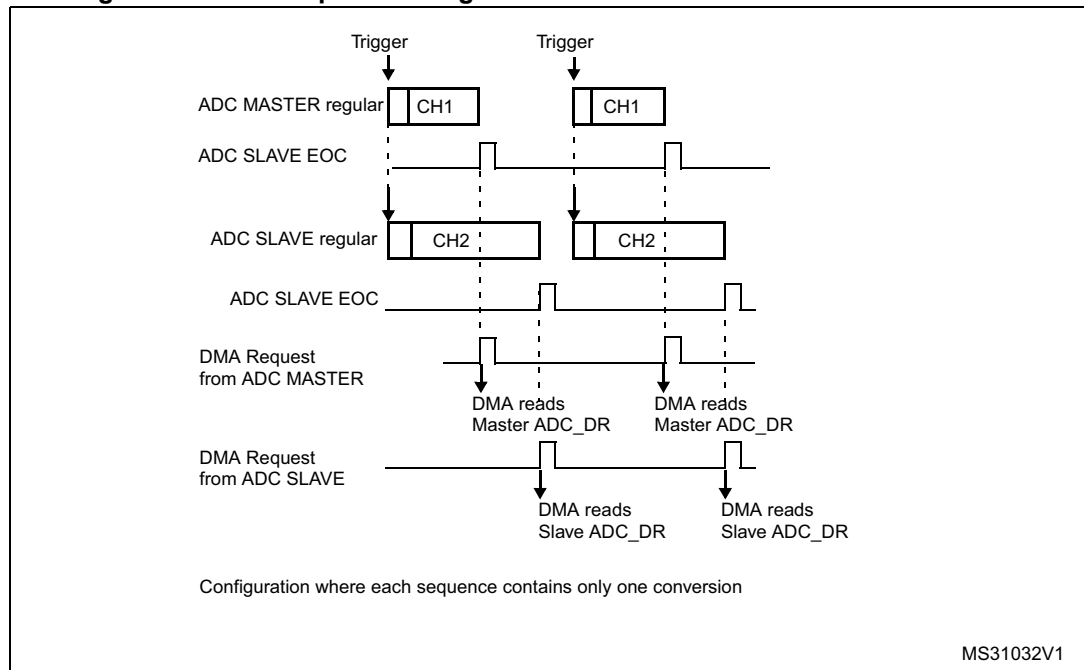 Trigger Trigger
ADC MASTER regular CH1 CH1
ADC SLAVE EOC
ADC SLAVE regular CH2 CH2
ADC SLAVE EOC
DMA Request
from ADC MASTER
DMA reads DMA reads
Master ADC_DR Master ADC_DR
DMA Request
from ADC SLAVE
DMA reads DMA reads
Slave ADC_DR Slave ADC_DR
Configuration where each sequence contains only one conversion
MS31032V1